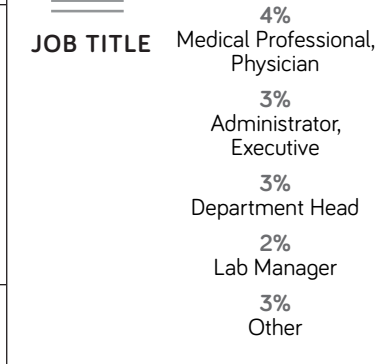 JOB TITLE
4%
Medical Professional,
Physician
3%
Administrator,
Executive
3%
Department Head
2%
Lab Manager
3%
Other